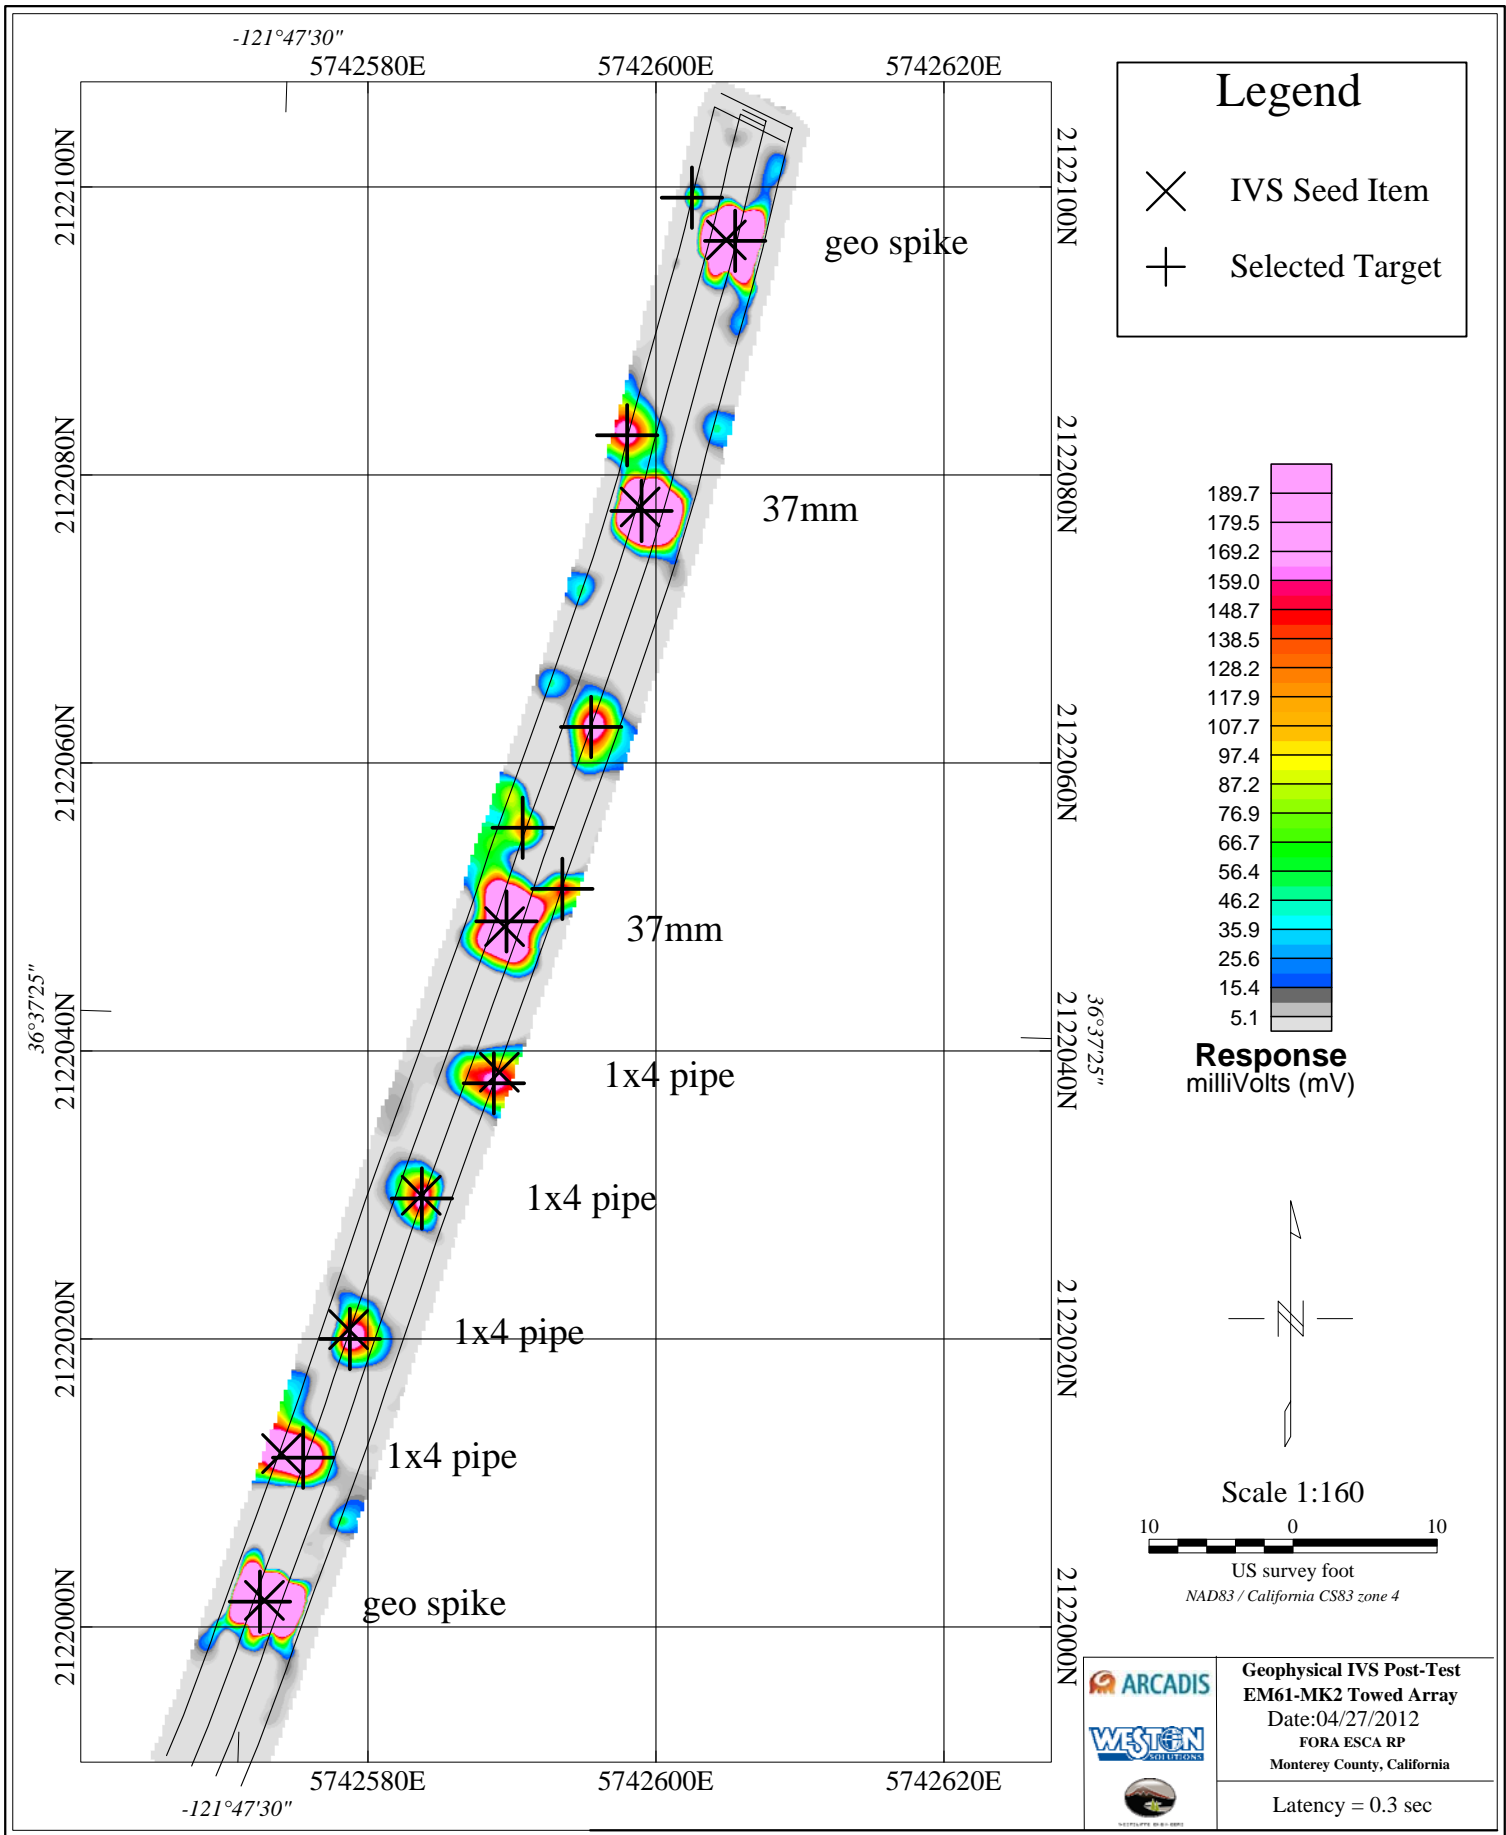 -121°47'30"
5742580E 5742600E 5742620E
Legend
IVS Seed Item
Selected Target
2122100N 2122100N
geo spike
2122080N 2122080N
37mm
2122060N 2122060N
37mm
36°37'25" 36°37'25"
2122040N 2122040N
1x4 pipe
1x4 pipe
2122020N 2122020N
1x4 pipe
1x4 pipe
2122000N 2122000N
geo spike
5742580E 5742600E 5742620E
-121°47'30"
189.7
179.5
169.2
159.0
148.7
138.5
128.2
117.9
107.7
97.4
87.2
76.9
66.7
56.4
46.2
35.9
25.6
15.4
5.1
Response
milliVolts (mV)
N
Scale 1:160
10 0 10
US survey foot
NAD83 / California CS83 zone 4
ARCADIS
WESTON
SOLUTIONS
Geophysical IVS Post-Test
EM61-MK2 Towed Array
Date:04/27/2012
FORA ESCA RP
Monterey County, California
Latency = 0.3 sec